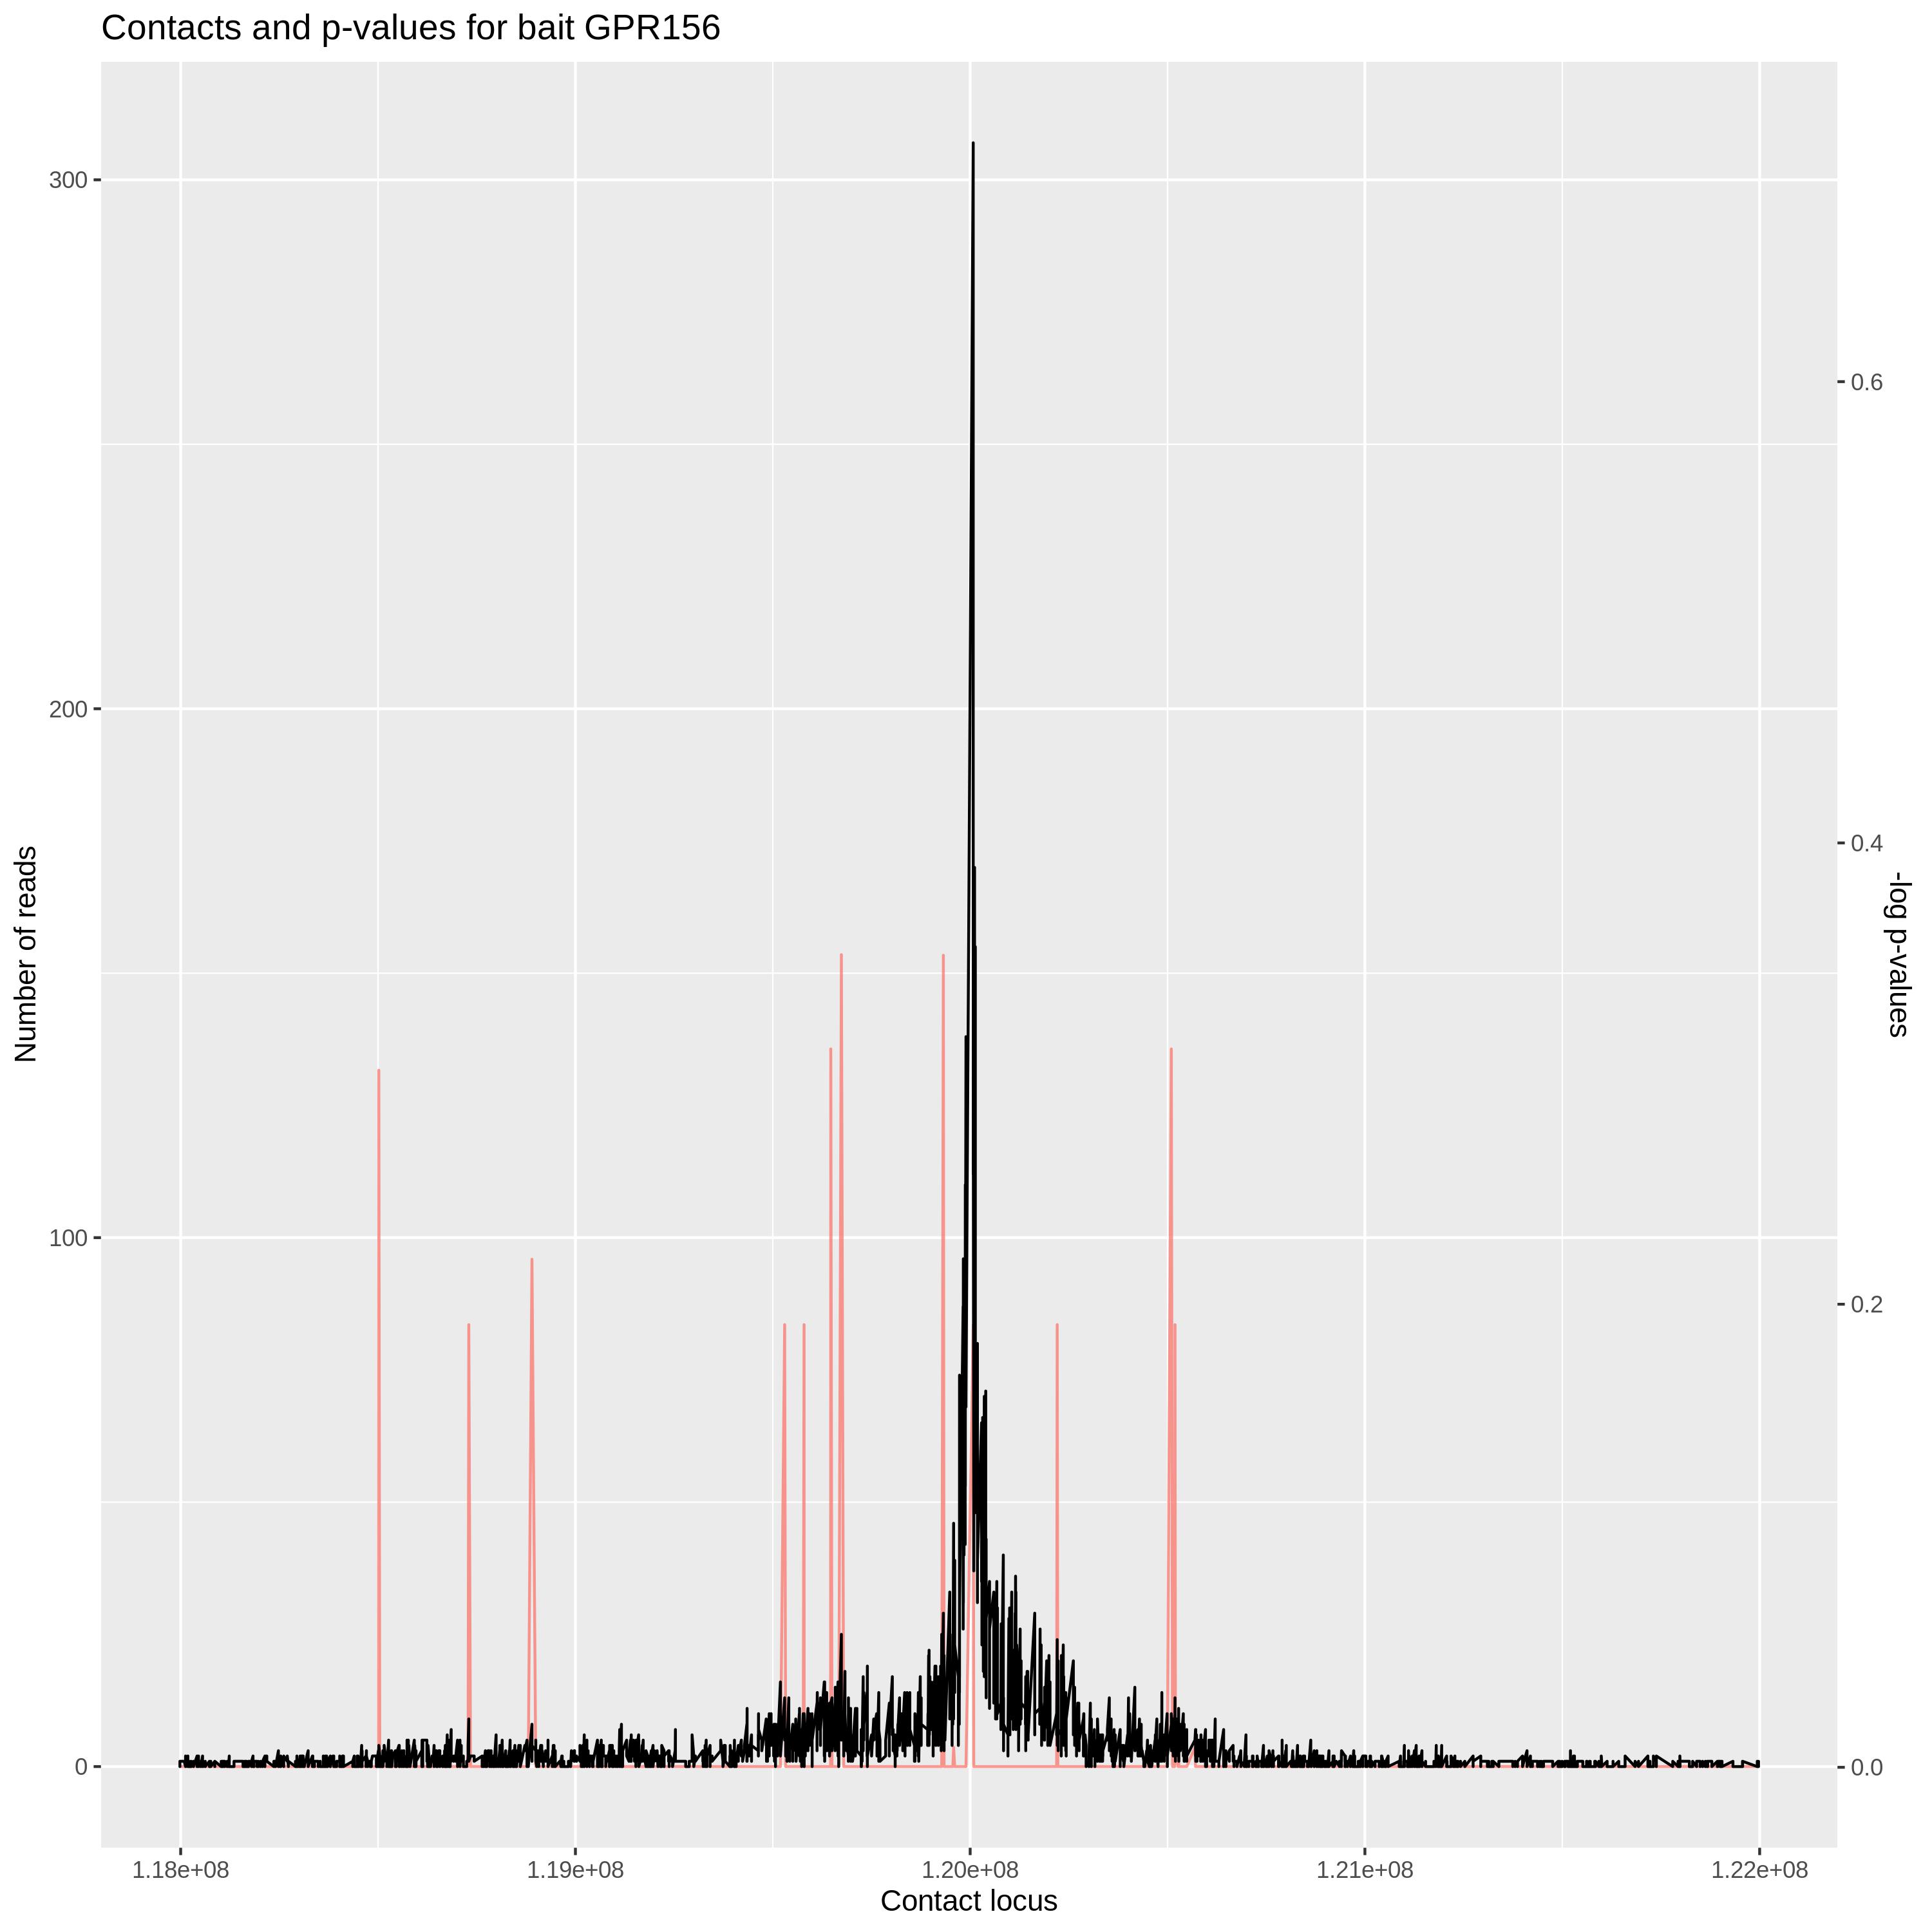 Contacts and p-values for bait GPR156
300
200
100
0
Number of reads
0.6
0.4
0.2
0.0
-log p-values
1.18e+08
1.19e+08
1.20e+08
1.21e+08
1.22e+08
Contact locus